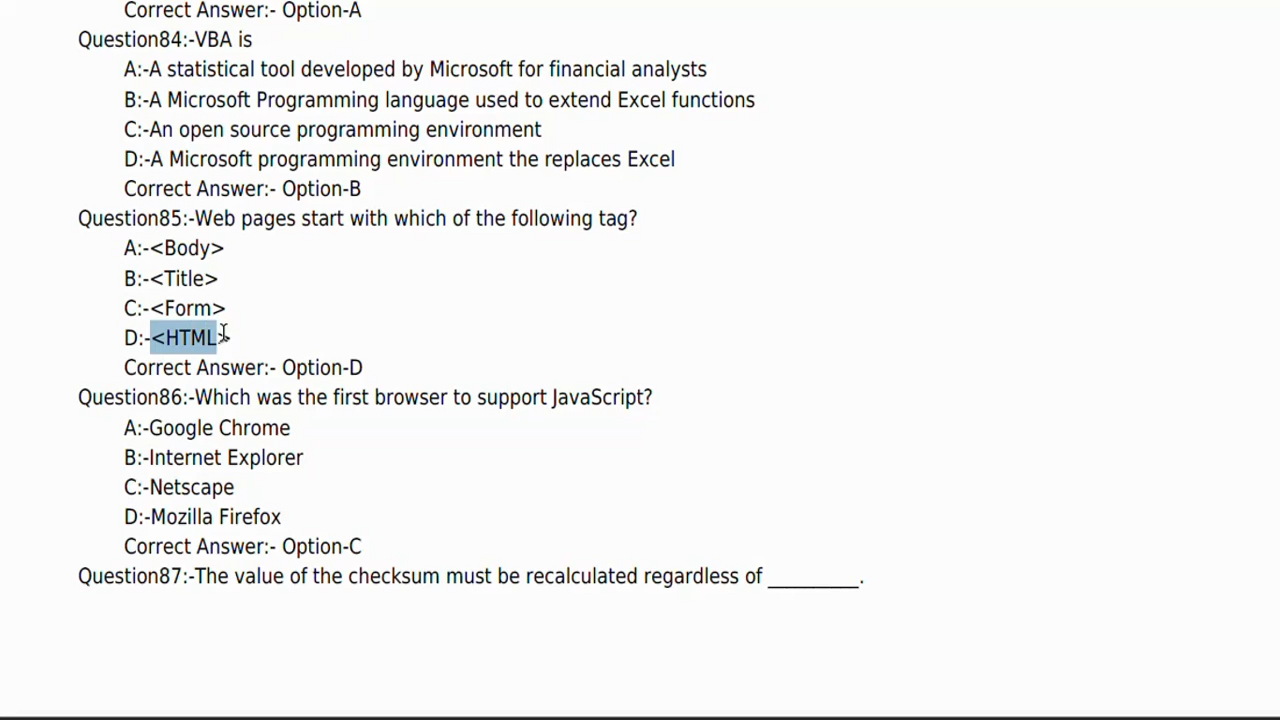 Correct Answer:- Option-A
Question84:-VBA is
A:-A statistical tool developed by Microsoft for financial analysts
B:-A Microsoft Programming language used to extend Excel functions
C:-An open source programming environment
D:-A Microsoft programming environment the replaces Excel
Correct Answer:- Option-B
Question85:-Web pages start with which of the following tag?
A:-<Body>
B:-<Title>
C:-<Form>
D:-<HTML>
Correct Answer:- Option-D
Question86:-Which was the first browser to support JavaScript?
A:-Google Chrome
B:-Internet Explorer
C:-Netscape
D:-Mozilla Firefox
Correct Answer:- Option-C
Question87:-The value of the checksum must be recalculated regardless of _________.